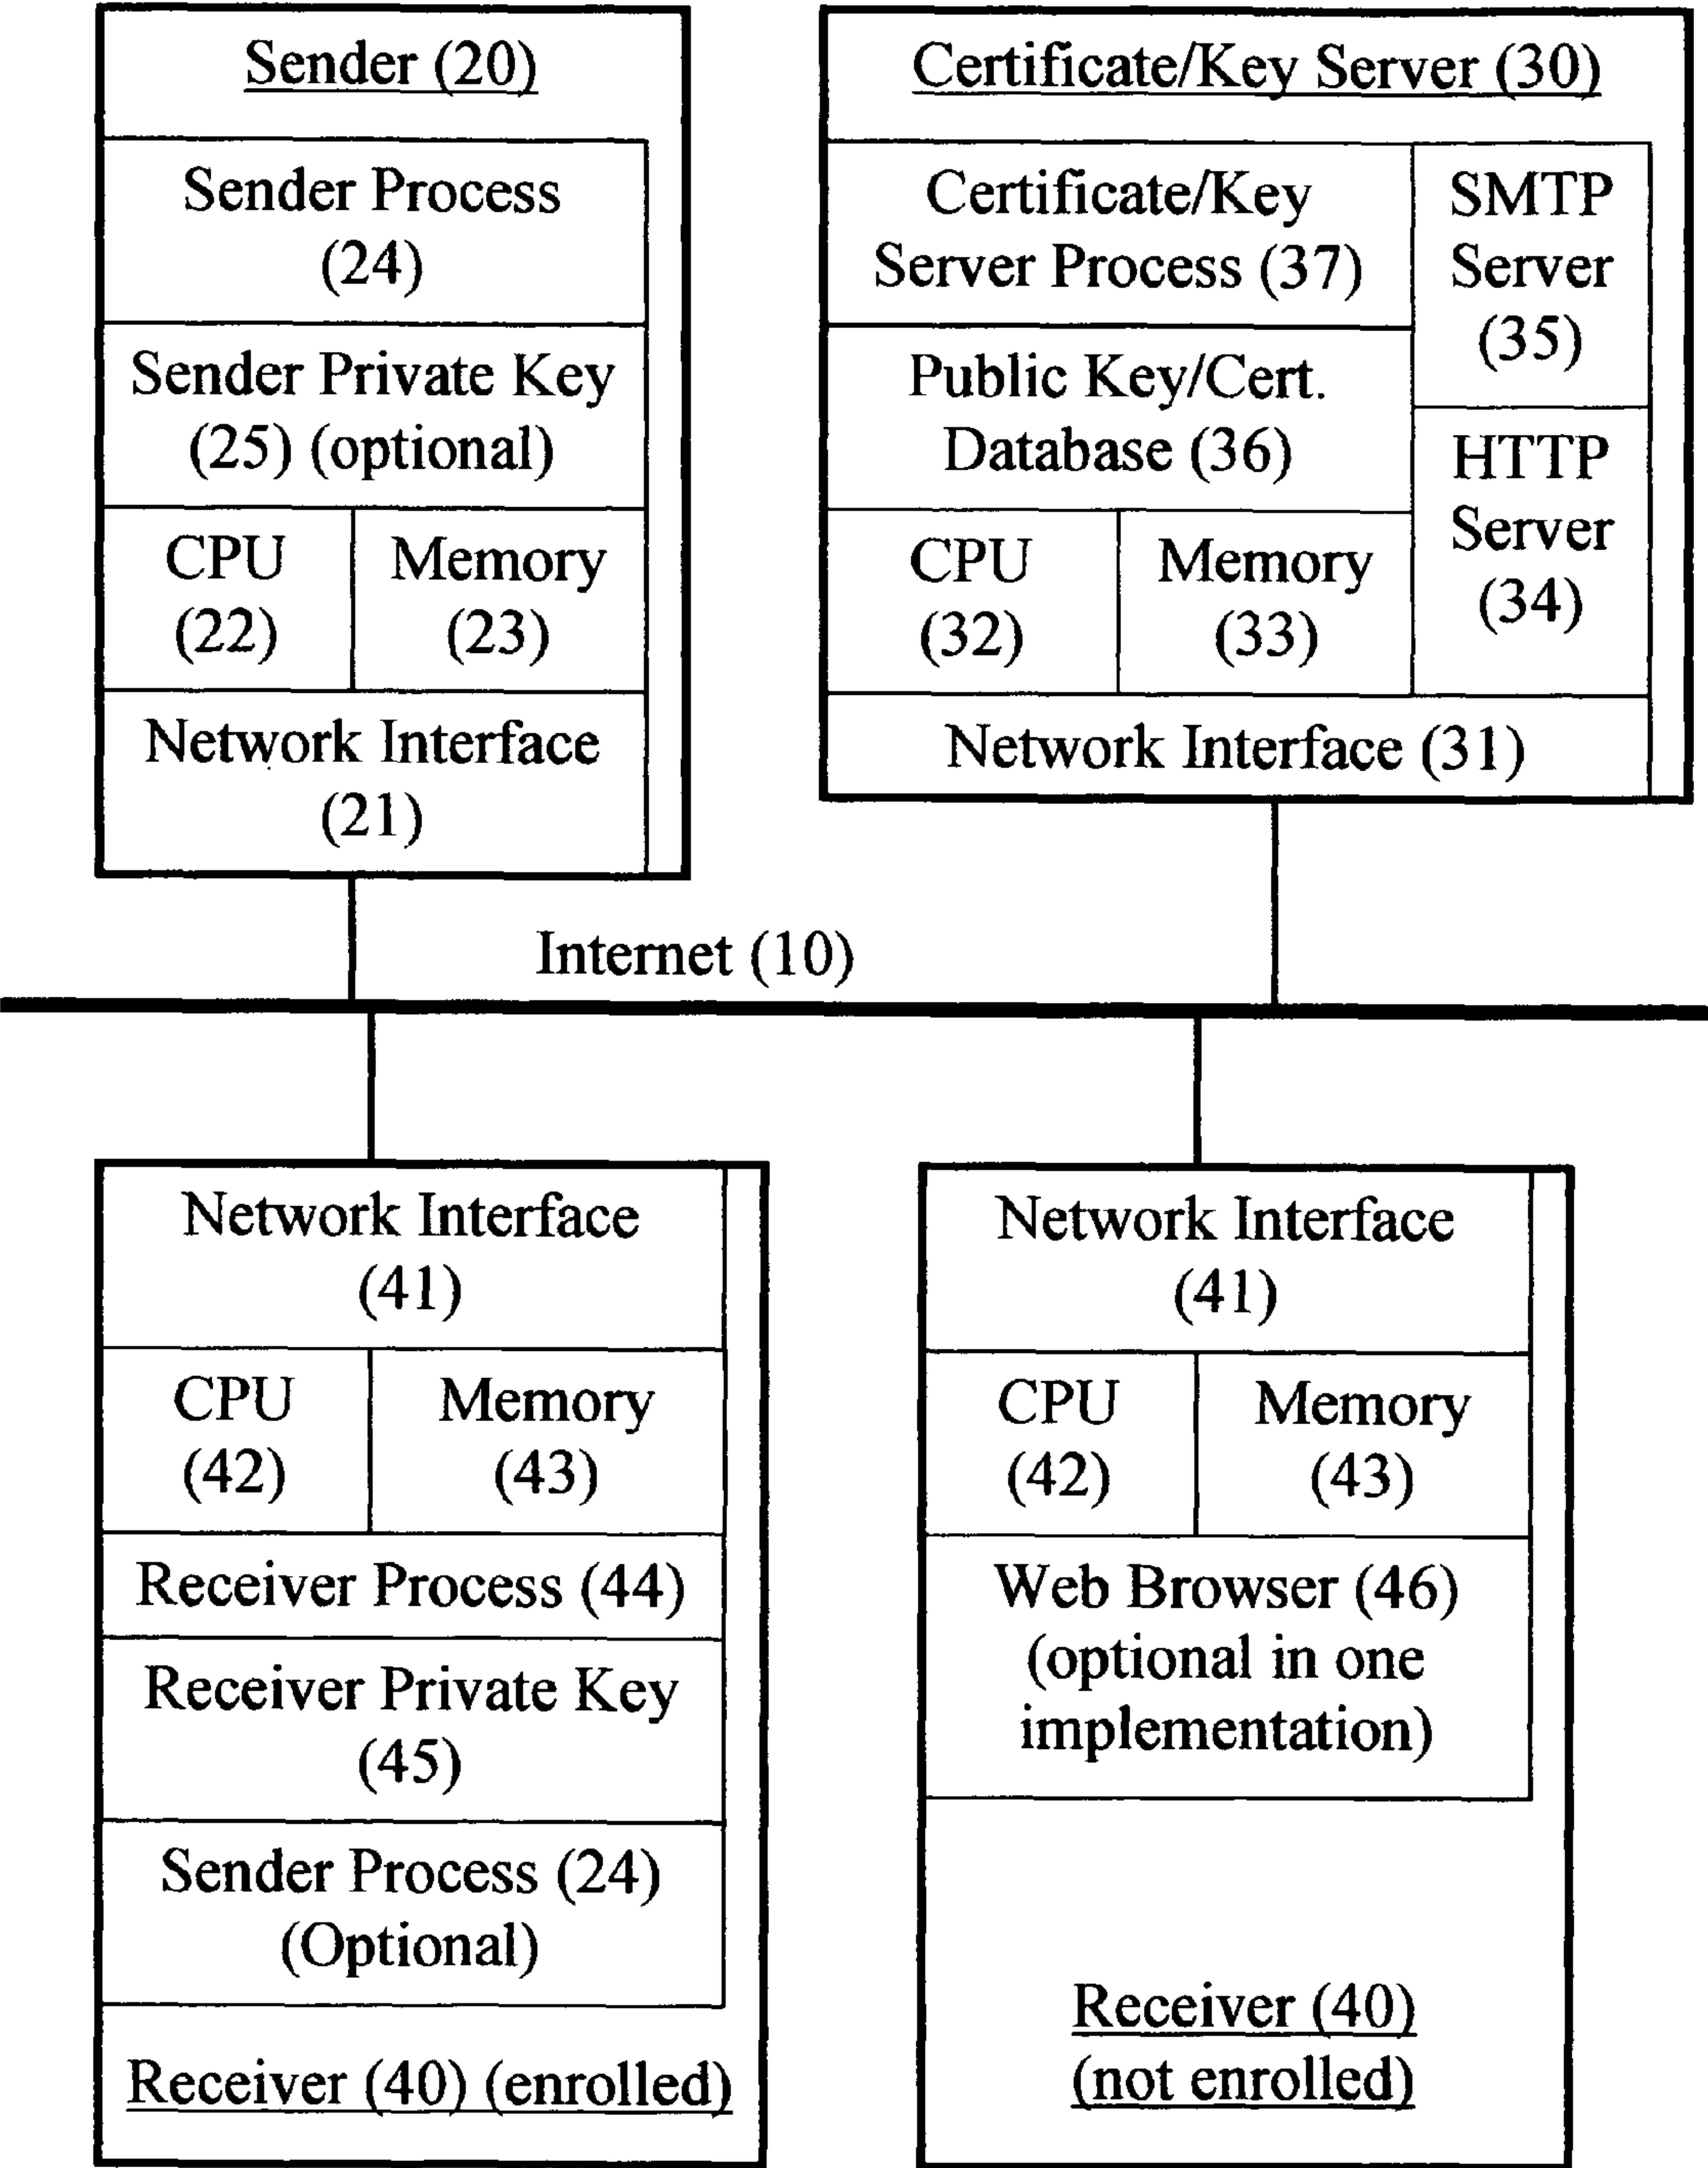 Sender (20)
Sender Process
(24)
Sender Private Key
(25) (optional)
CPU
(22)
Memory
(23)
Network Interface
(21)
Certificate/Key Server (30)
Certificate/Key
Server Process (37)
SMTP
Server
(35)
Public Key/Cert.
Database (36)
HTTP
Server
(34)
CPU
(32)
Memory
(33)
Network Interface (31)
Internet (10)
Network Interface
(41)
CPU
(42)
Memory
(43)
Receiver Process (44)
Receiver Private Key
(45)
Sender Process (24)
(Optional)
Receiver (40) (enrolled)
Network Interface
(41)
CPU
(42)
Memory
(43)
Web Browser (46)
(optional in one
implementation)
Receiver (40)
(not enrolled)